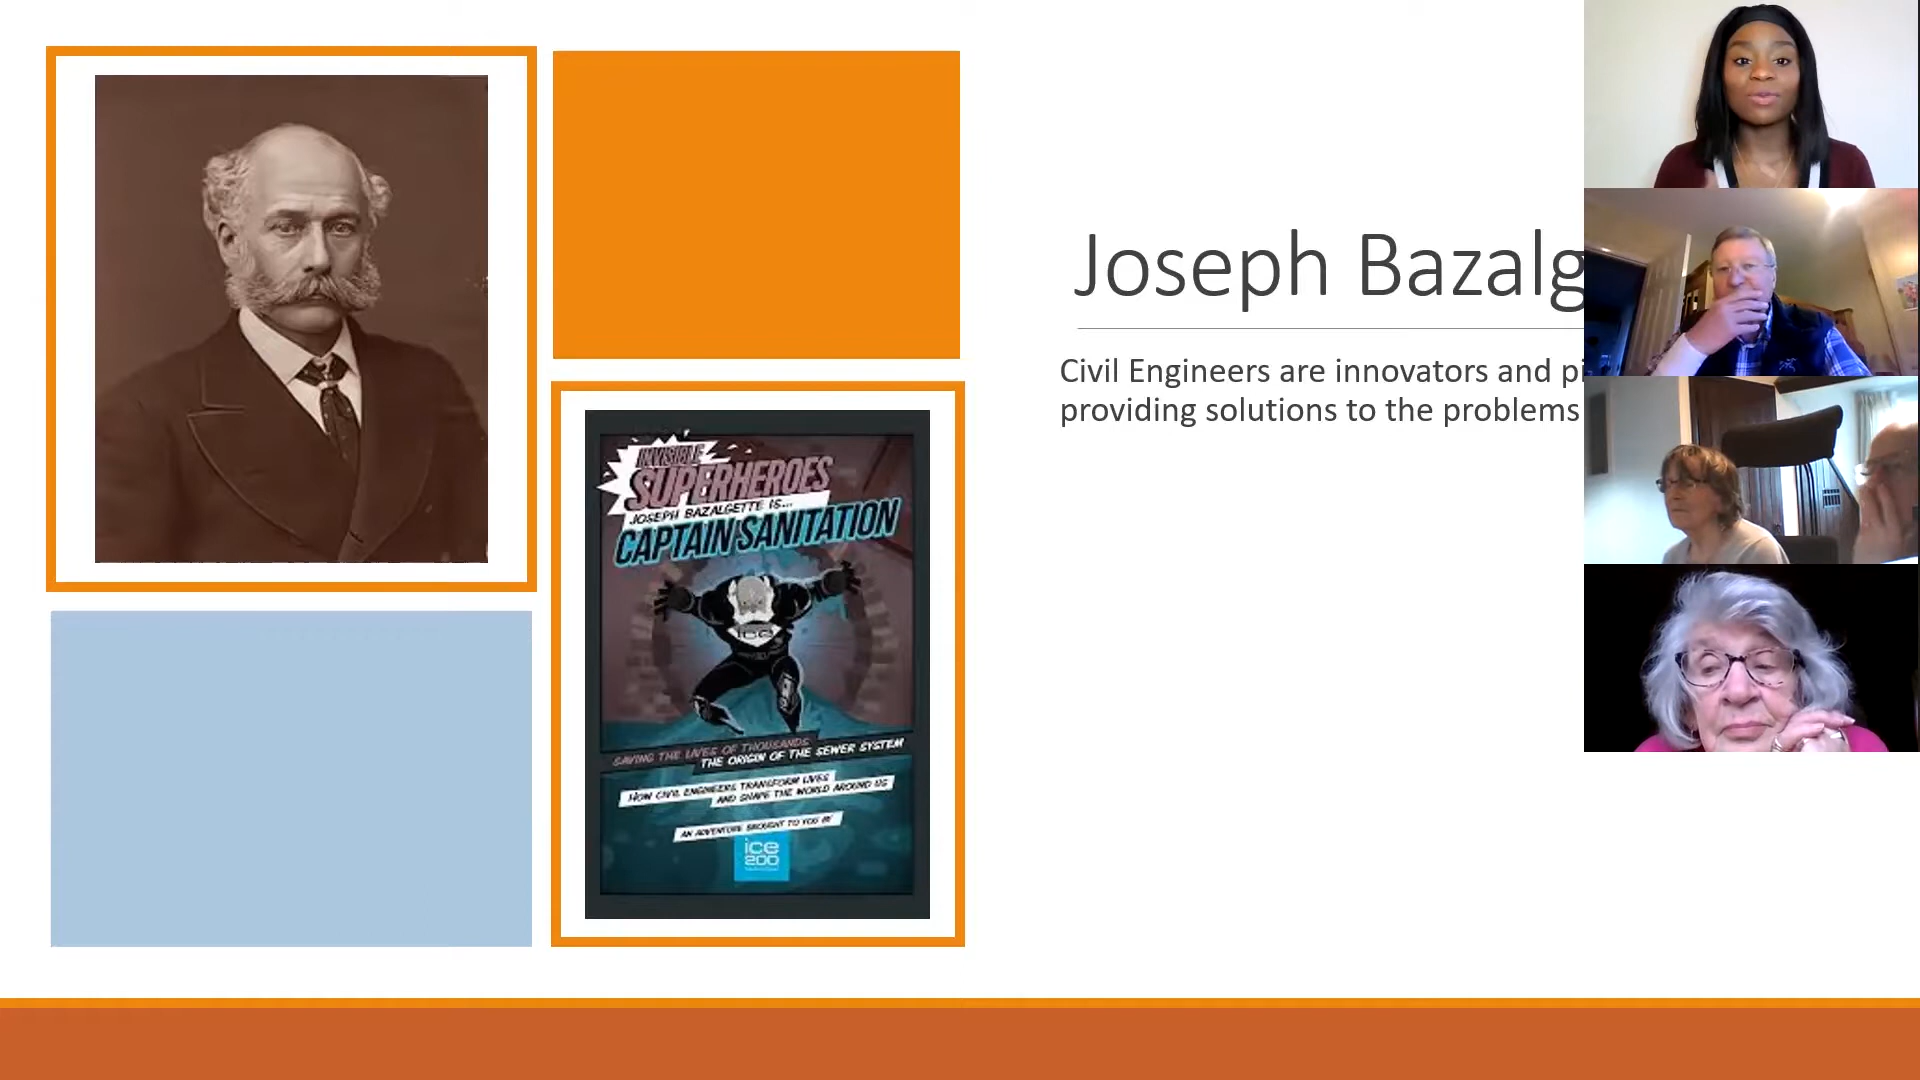 Joseph Bazalg
Civil Engineers are innovators and pi
providing solutions to the problems
INVISIBLE
SUPERHEROES
JOSEPH BAZALGETTE IS...
CAPTAIN SANITATION
ice
SAVING THE LIVES OF THOUSANDS
THE ORIGIN OF THE SEWER SYSTEM
HOW CIVIL ENGINEERS TRANSFORM LIVES
AND SHAPE THE WORLD AROUND US
AN ADVENTURE BROUGHT TO YOU BY
ice
200